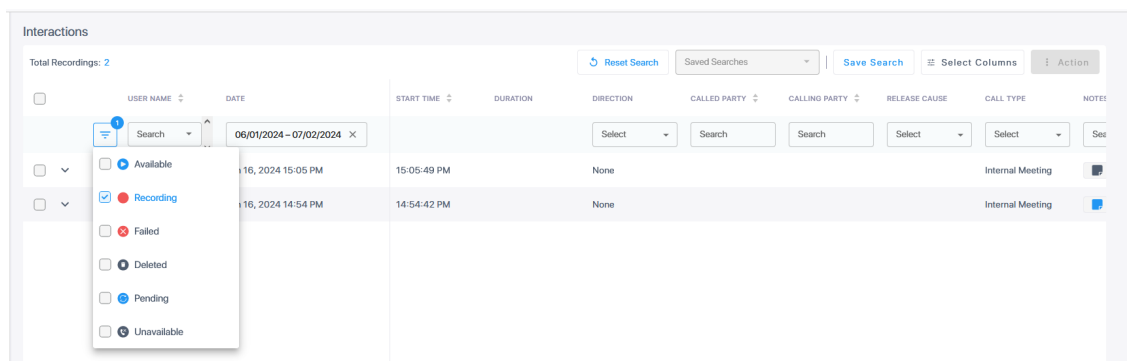 Interactions
Total Recordings: 2
Reset Search
Saved Searches
Save Search
Select Columns
Action
USER NAME DATE START TIME DURATION DIRECTION CALLED PARTY CALLING PARTY RELEASE CAUSE CALL TYPE NOTES
1
Search 06/01/2024 – 07/02/2024 Select Search Search Select Select Sea
Available
16, 2024 15:05 PM 15:05:49 PM None Internal Meeting
Recording
16, 2024 14:54 PM 14:54:42 PM None Internal Meeting
Failed
Deleted
Pending
Unavailable